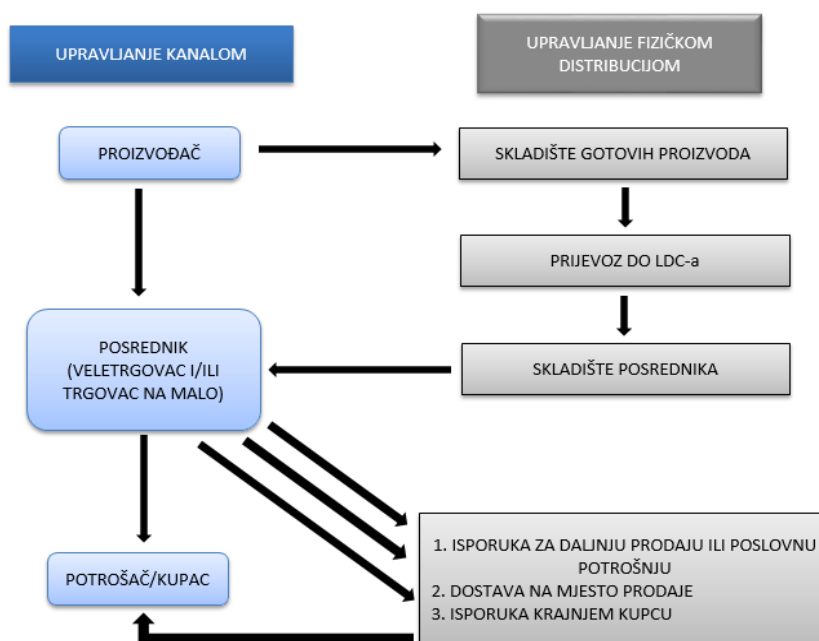 UPRAVLJANJE KANALOM
UPRAVLJANJE FIZIČKOM
DISTRIBUCIJOM
PROIZVOĐAČ
SKLADIŠTE GOTOVIH PROIZVODA
PRIJEVOZ DO LDC-a
POSREDNIK
(VELETRGOVAC I/ILI
TRGOVAC NA MALO)
SKLADIŠTE POSREDNIKA
1. ISPORUKA ZA DALJNJU PRODAJU ILI POSLOVNU
POTROŠNJU
2. DOSTAVA NA MJESTO PRODAJE
3. ISPORUKA KRAJNJEM KUPCU
POTROŠAČ/KUPAC